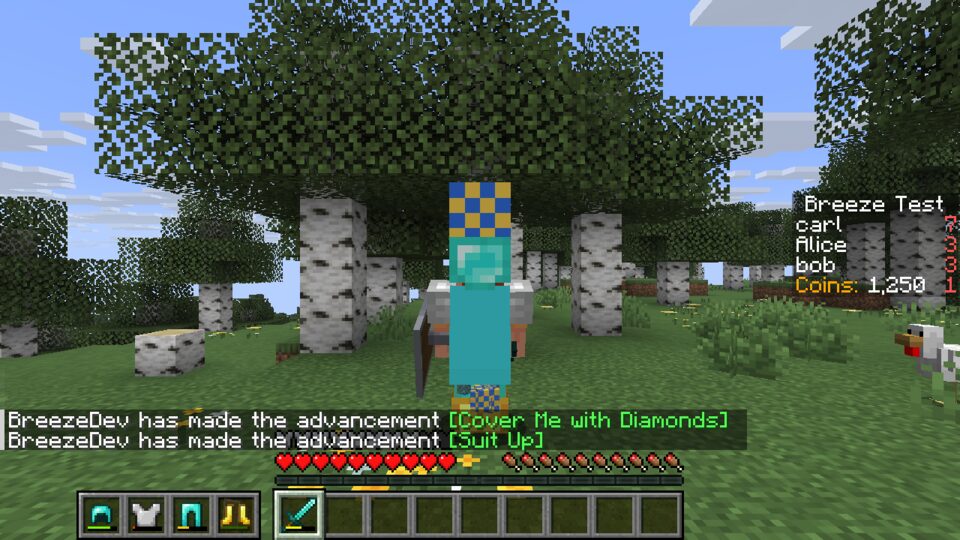 Breeze Test
carl 7
Alice 3
bob 3
Coins: 1,250 1
BreezeDev has made the advancement [Cover Me with Diamonds]
BreezeDev has made the advancement [Suit Up]